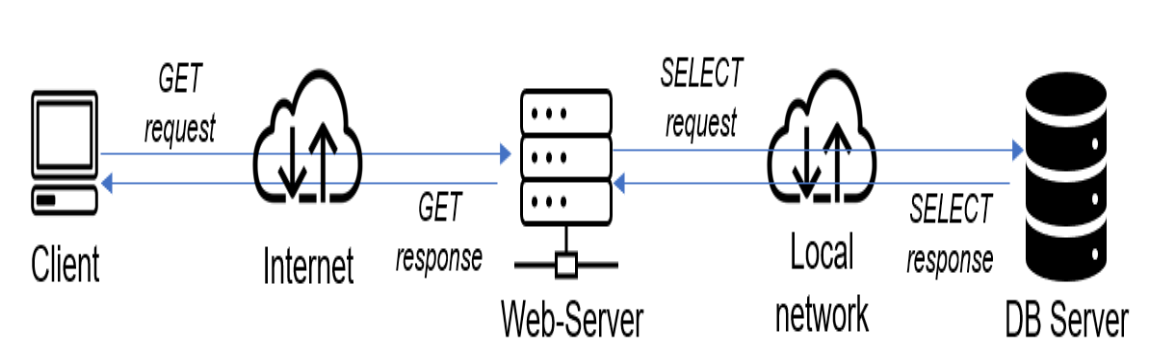 GET
request
SELECT
request
GET
response
SELECT
response
Client
Internet
Web-Server
Local
network
DB Server